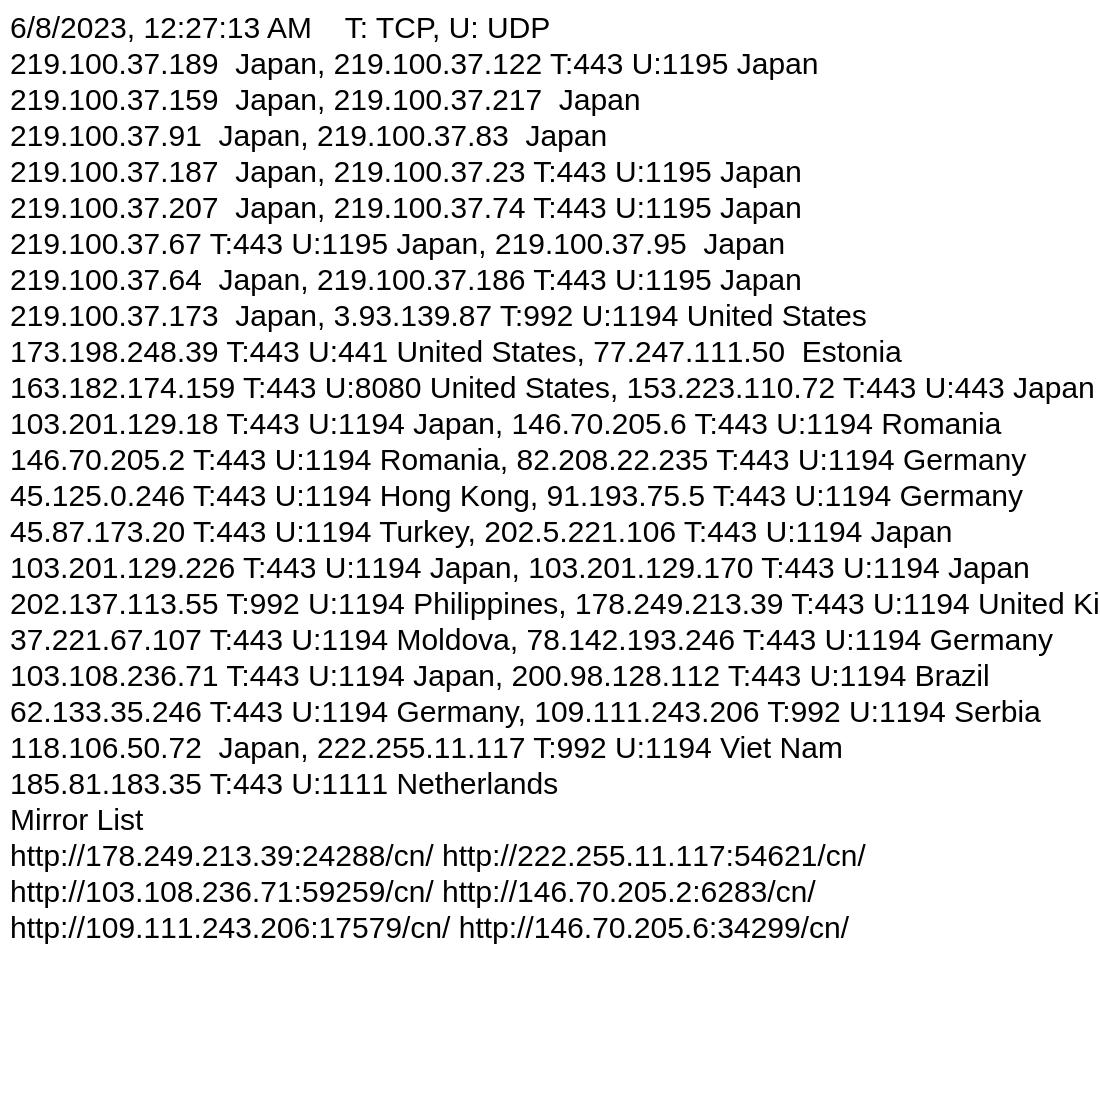 6/8/2023, 12:27:13 AM    T: TCP, U: UDP
219.100.37.189  Japan, 219.100.37.122 T:443 U:1195 Japan
219.100.37.159  Japan, 219.100.37.217  Japan
219.100.37.91  Japan, 219.100.37.83  Japan
219.100.37.187  Japan, 219.100.37.23 T:443 U:1195 Japan
219.100.37.207  Japan, 219.100.37.74 T:443 U:1195 Japan
219.100.37.67 T:443 U:1195 Japan, 219.100.37.95  Japan
219.100.37.64  Japan, 219.100.37.186 T:443 U:1195 Japan
219.100.37.173  Japan, 3.93.139.87 T:992 U:1194 United States
173.198.248.39 T:443 U:441 United States, 77.247.111.50  Estonia
163.182.174.159 T:443 U:8080 United States, 153.223.110.72 T:443 U:443 Japan
103.201.129.18 T:443 U:1194 Japan, 146.70.205.6 T:443 U:1194 Romania
146.70.205.2 T:443 U:1194 Romania, 82.208.22.235 T:443 U:1194 Germany
45.125.0.246 T:443 U:1194 Hong Kong, 91.193.75.5 T:443 U:1194 Germany
45.87.173.20 T:443 U:1194 Turkey, 202.5.221.106 T:443 U:1194 Japan
103.201.129.226 T:443 U:1194 Japan, 103.201.129.170 T:443 U:1194 Japan
202.137.113.55 T:992 U:1194 Philippines, 178.249.213.39 T:443 U:1194 United Ki
37.221.67.107 T:443 U:1194 Moldova, 78.142.193.246 T:443 U:1194 Germany
103.108.236.71 T:443 U:1194 Japan, 200.98.128.112 T:443 U:1194 Brazil
62.133.35.246 T:443 U:1194 Germany, 109.111.243.206 T:992 U:1194 Serbia
118.106.50.72  Japan, 222.255.11.117 T:992 U:1194 Viet Nam
185.81.183.35 T:443 U:1111 Netherlands
Mirror List
http://178.249.213.39:24288/cn/ http://222.255.11.117:54621/cn/
http://103.108.236.71:59259/cn/ http://146.70.205.2:6283/cn/
http://109.111.243.206:17579/cn/ http://146.70.205.6:34299/cn/